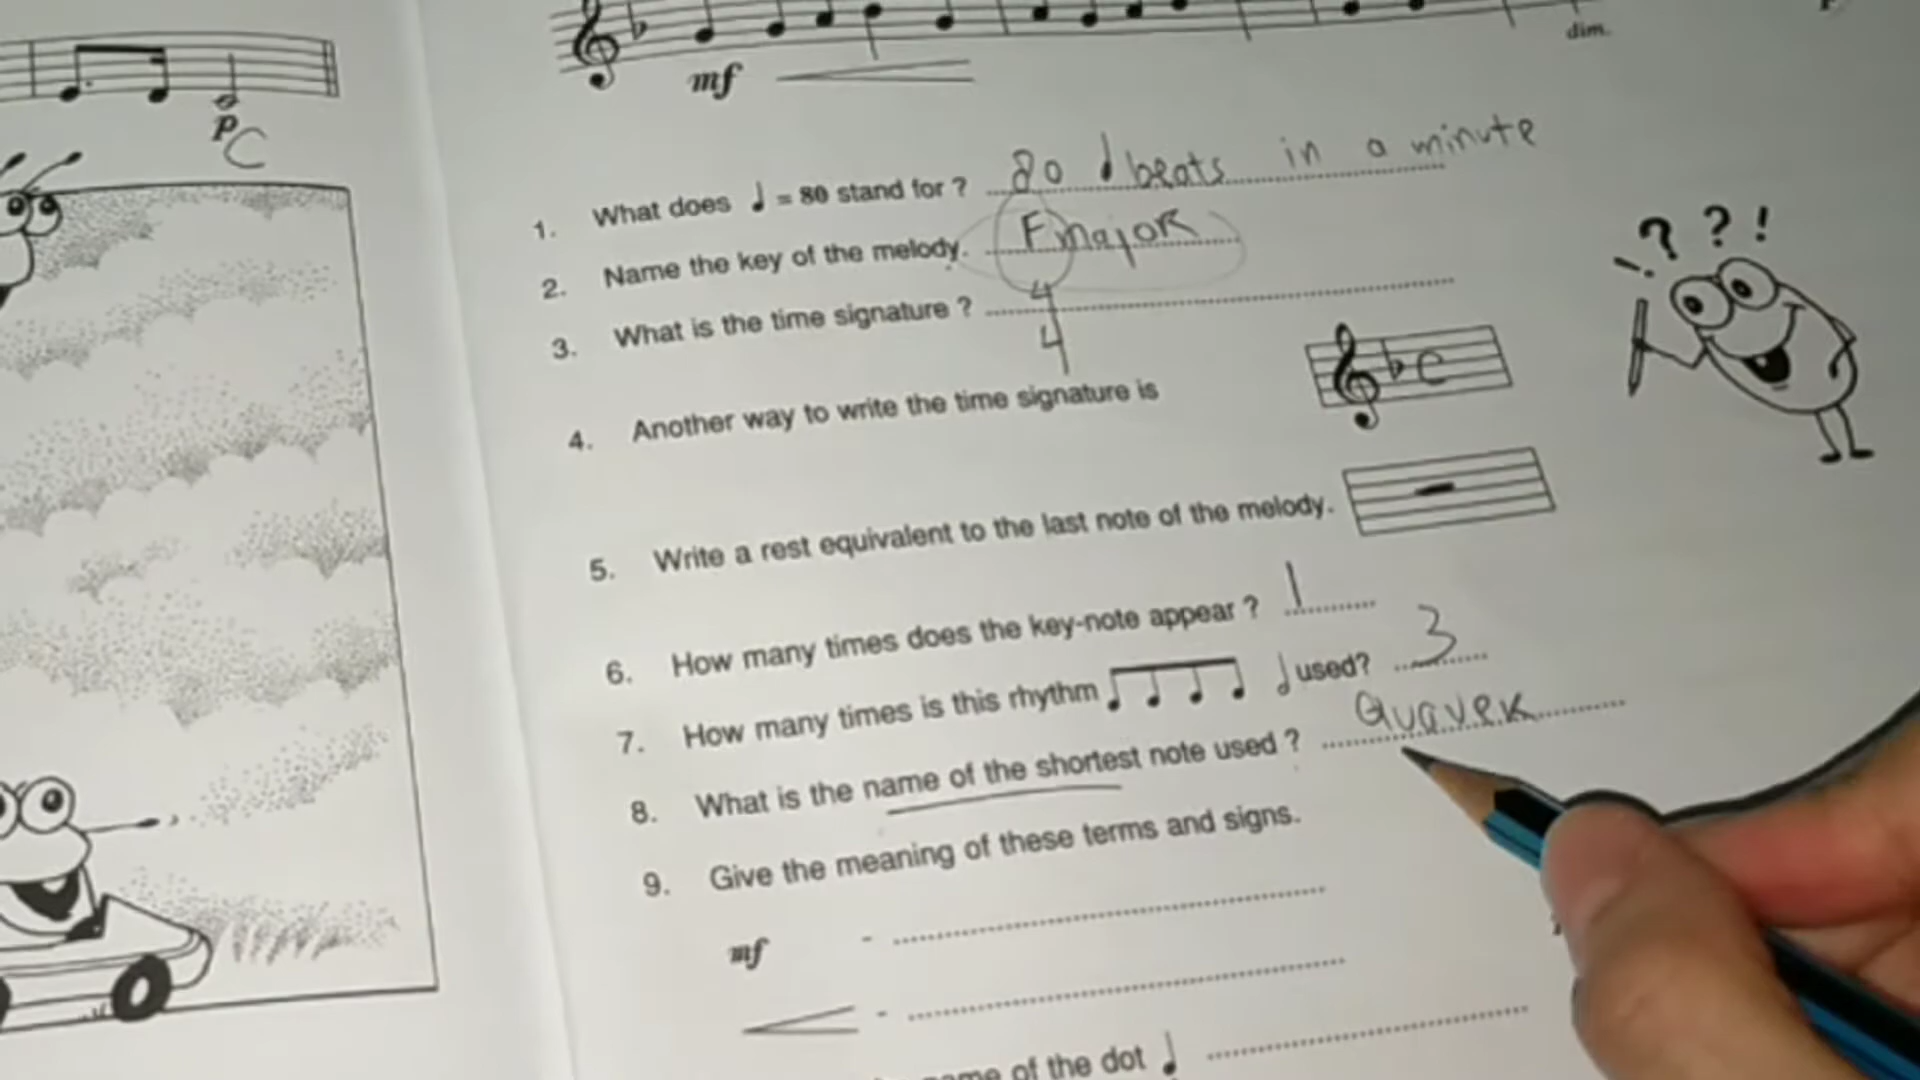 dim.
mf
p
C
1. What does ♩ = 80 stand for ? 80 ♩ beats in a minute
2. Name the key of the melody. F major
3. What is the time signature ? 4 4
? ? !
4. Another way to write the time signature is ♭ C
5. Write a rest equivalent to the last note of the melody.
6. How many times does the key-note appear ? 1
7. How many times is this rhythm used? 3
8. What is the name of the shortest note used ? Quaver
9. Give the meaning of these terms and signs.
mf -
-
of the dot